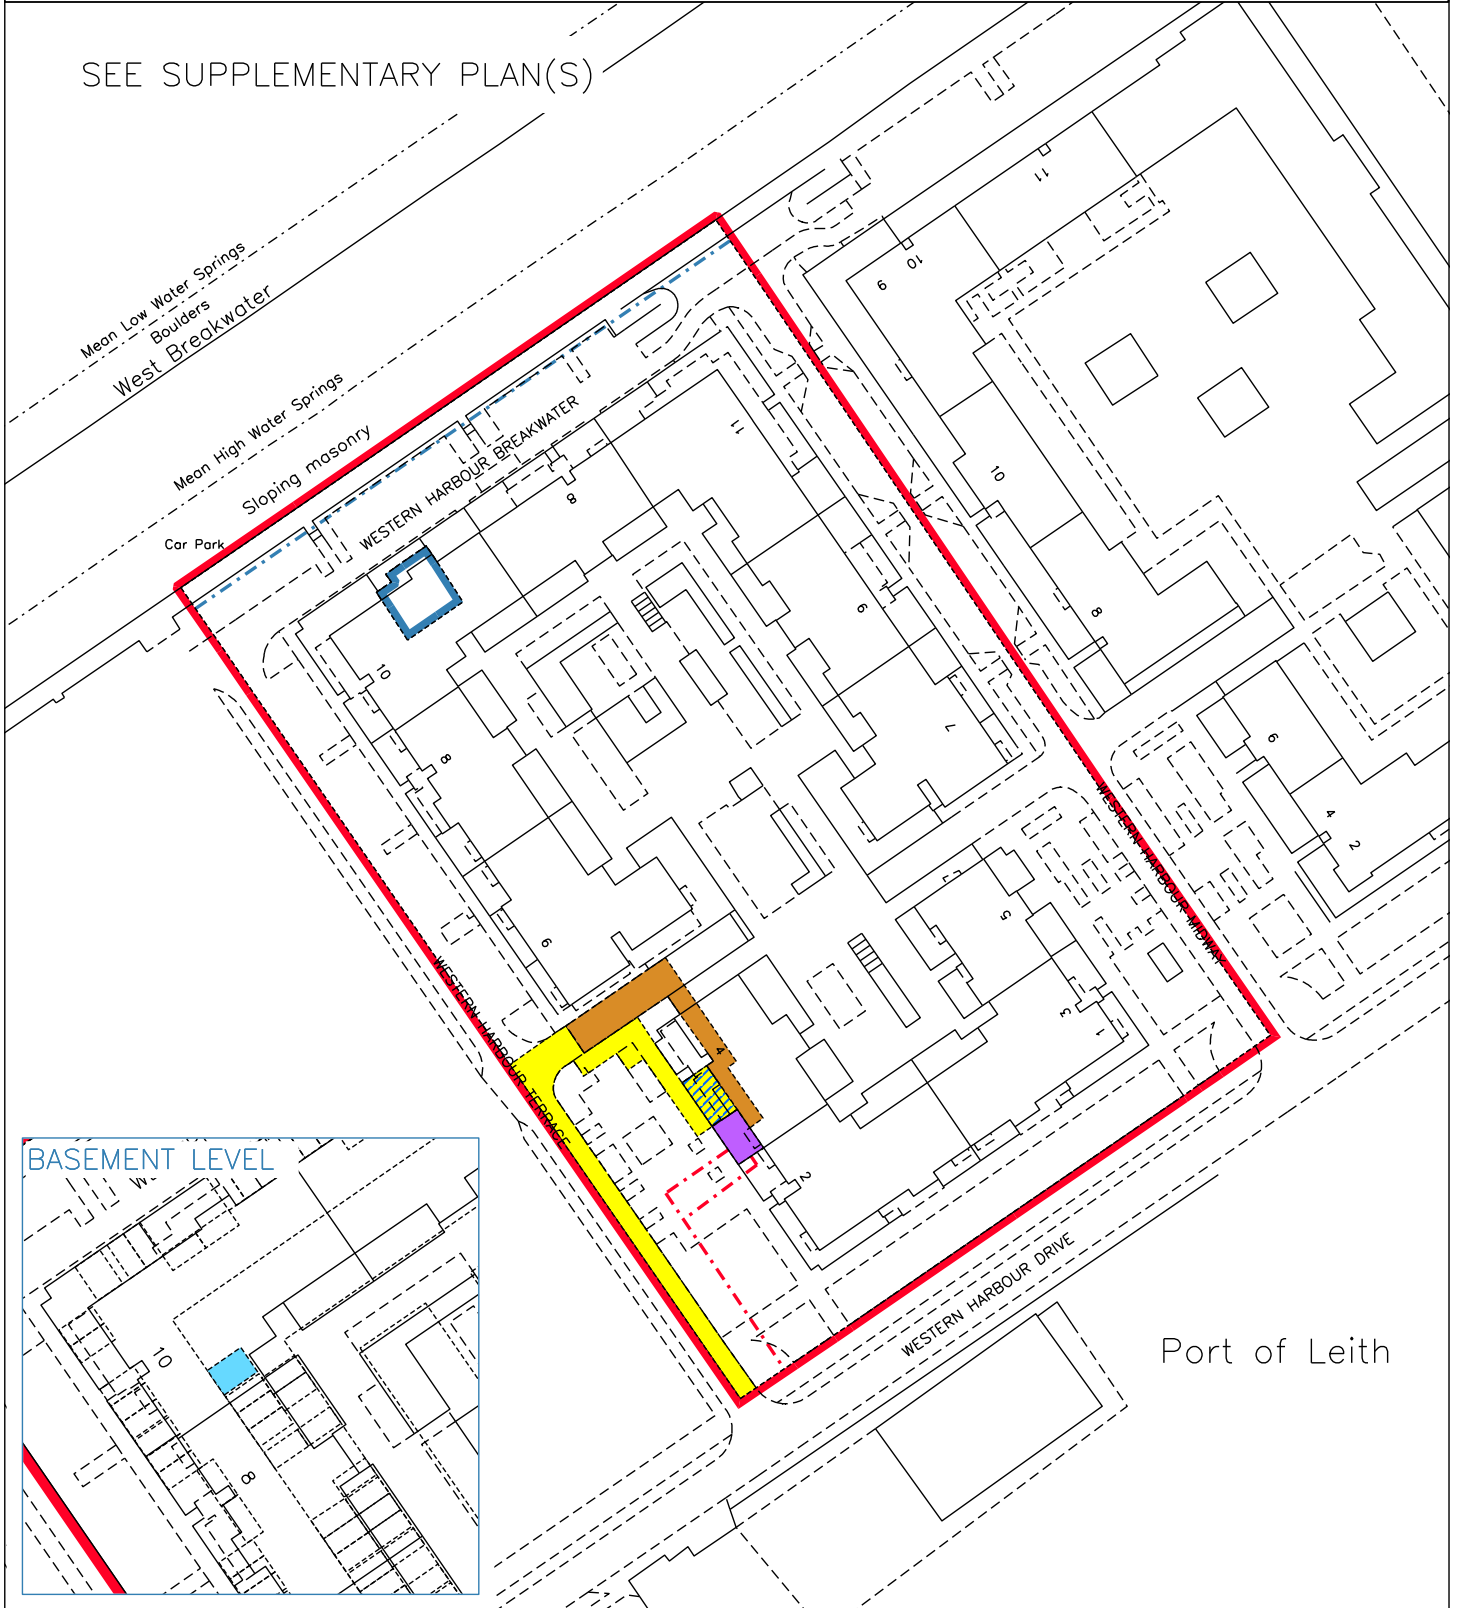 SEE SUPPLEMENTARY PLAN(S)
Mean Low Water Springs
Boulders
West Breakwater
Mean High Water Springs
Sloping masonry
Car Park
WESTERN HARBOUR BREAKWATER
11
10
9
11
8
10
10
9
8
8
7
6
6
4
2
5
3
1
4
2
WESTERN HARBOUR MIDWAY
WESTERN HARBOUR TERRACE
WESTERN HARBOUR DRIVE
Port of Leith
BASEMENT LEVEL
10
8